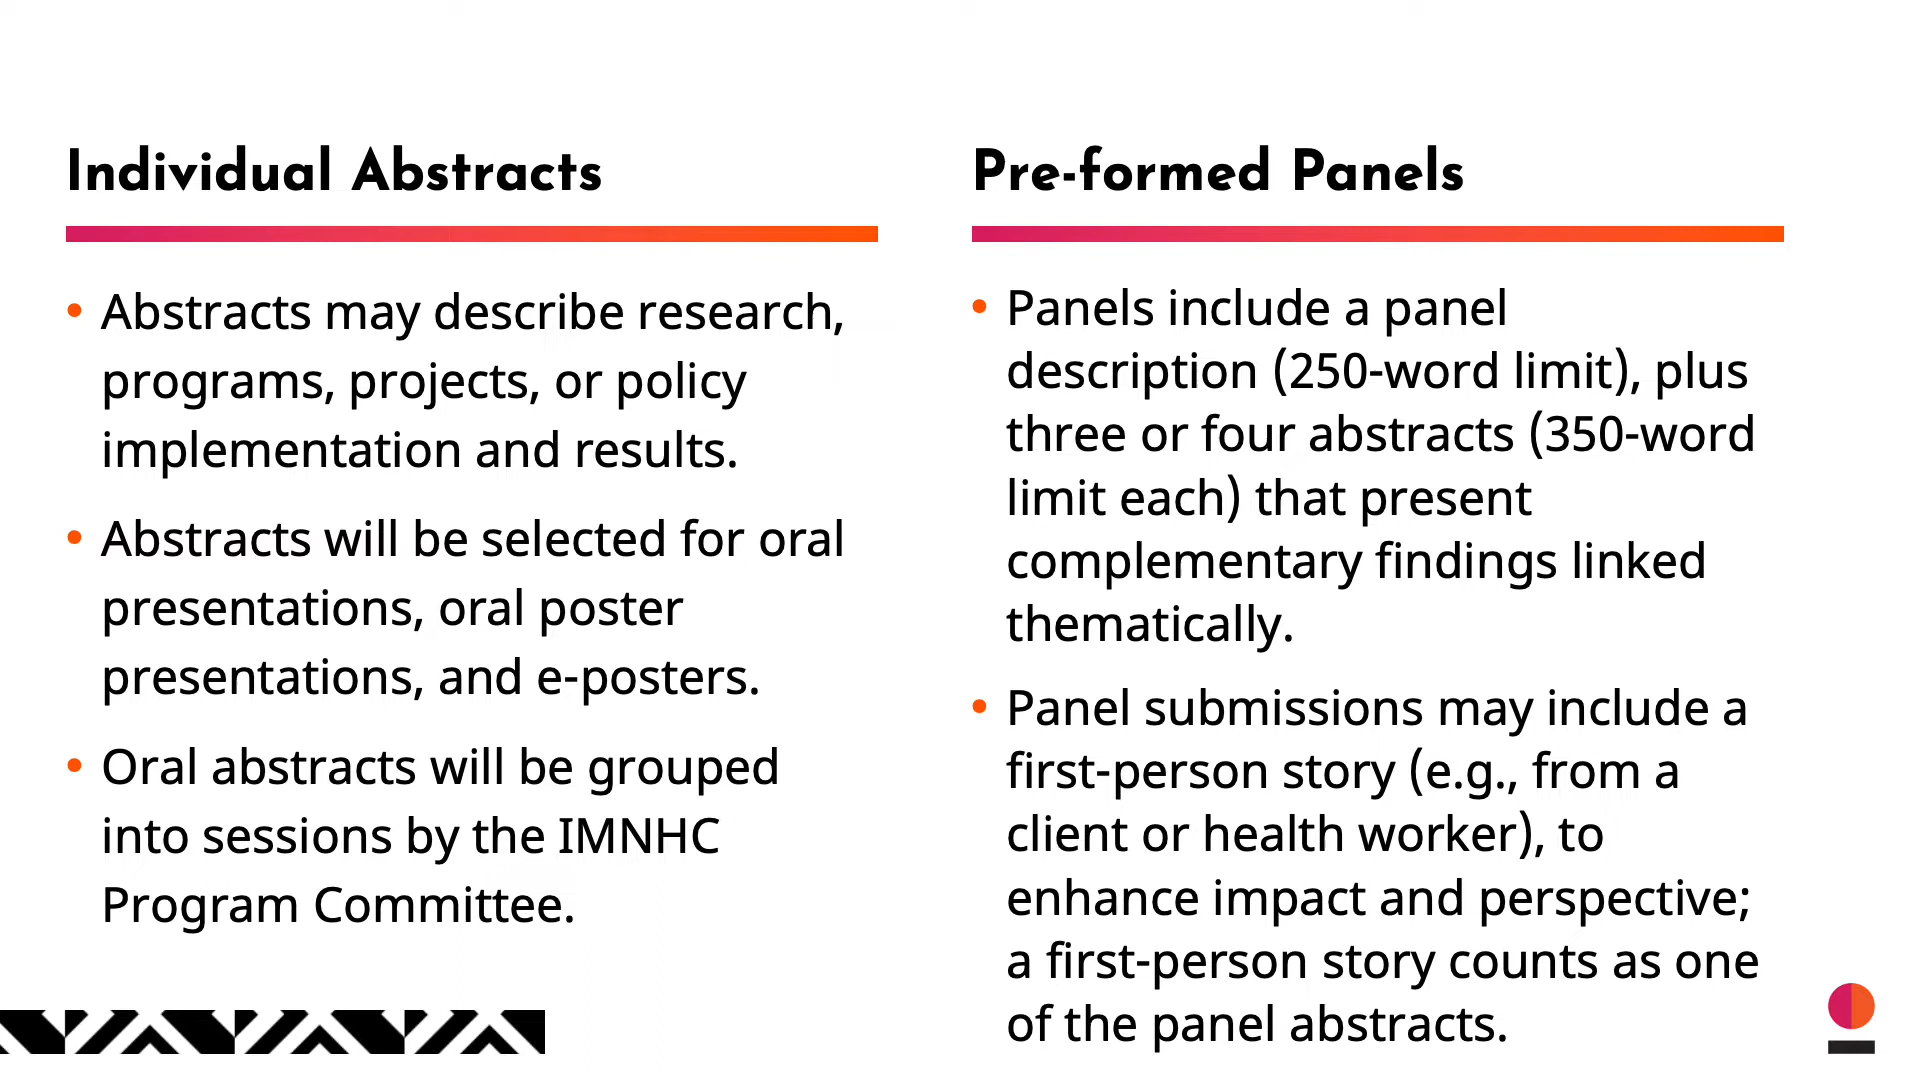 Individual Abstracts
• Abstracts may describe research,
programs, projects, or policy
implementation and results.
• Abstracts will be selected for oral
presentations, oral poster
presentations, and e-posters.
• Oral abstracts will be grouped
into sessions by the IMNHC
Program Committee.
Pre-formed Panels
• Panels include a panel
description (250-word limit), plus
three or four abstracts (350-word
limit each) that present
complementary findings linked
thematically.
• Panel submissions may include a
first-person story (e.g., from a
client or health worker), to
enhance impact and perspective;
a first-person story counts as one
of the panel abstracts.